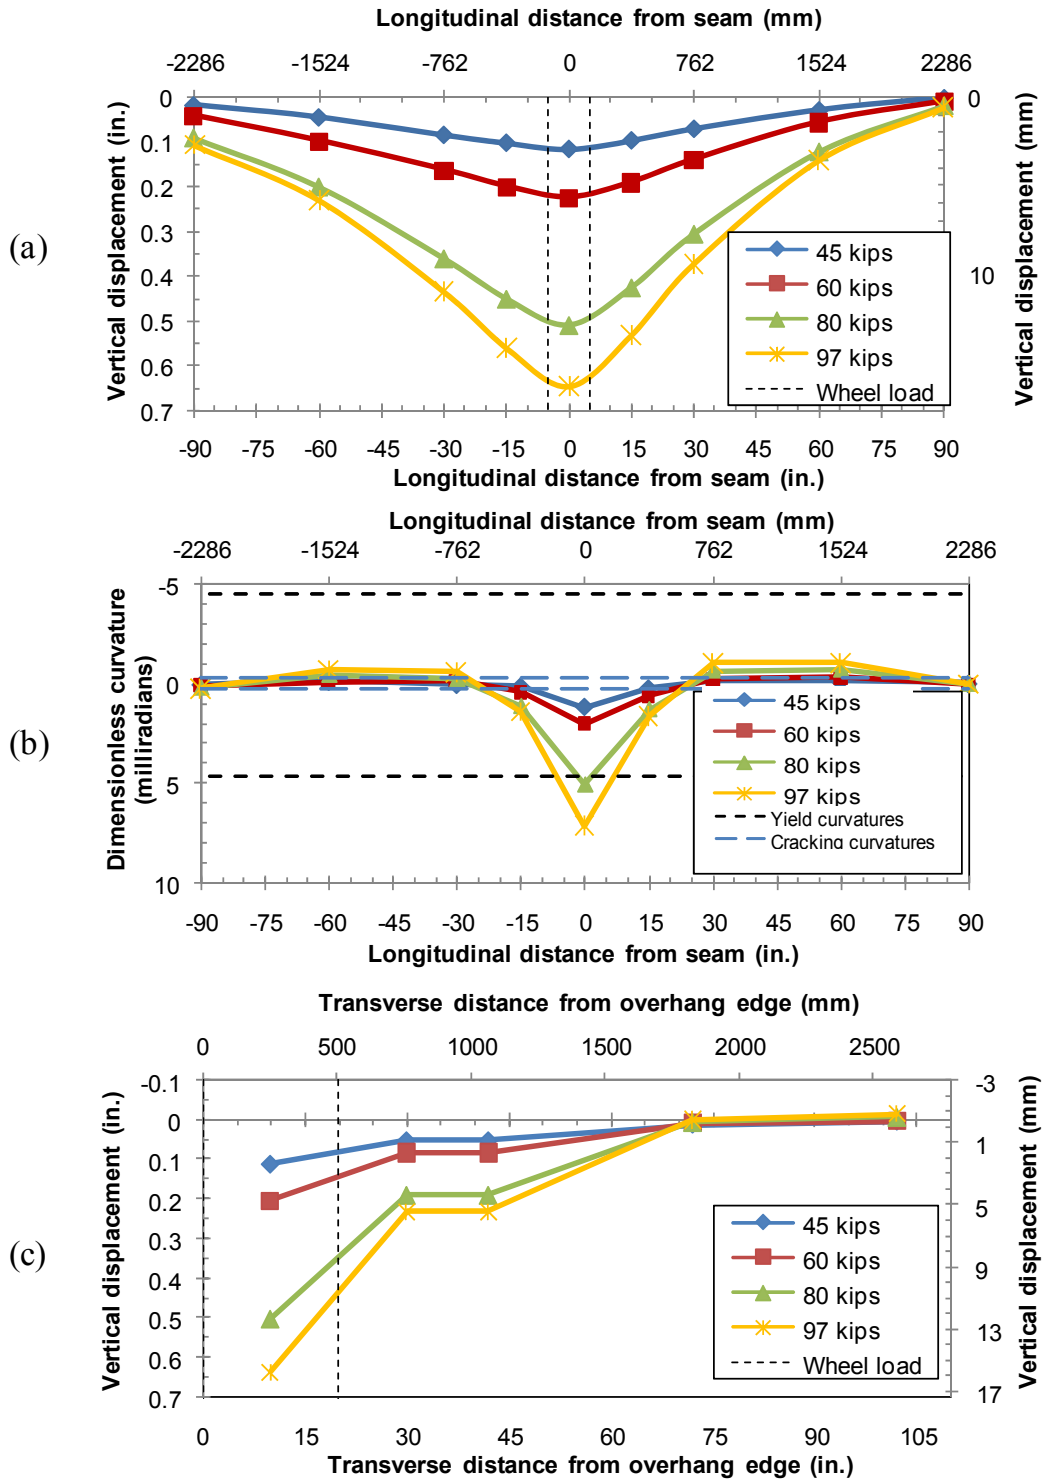 Longitudinal distance from seam (mm)
-2286 -1524 -762 0 762 1524 2286
(a)
Vertical displacement (in.)
0
0.1
0.2
0.3
0.4
0.5
0.6
0.7
0
10
Vertical displacement (mm)
45 kips
60 kips
80 kips
97 kips
Wheel load
-90 -75 -60 -45 -30 -15 0 15 30 45 60 75 90
Longitudinal distance from seam (in.)
Longitudinal distance from seam (mm)
-2286 -1524 -762 0 762 1524 2286
(b)
Dimensionless curvature
(milliradians)
-5
0
5
10
45 kips
60 kips
80 kips
97 kips
Yield curvatures
Cracking curvatures
-90 -75 -60 -45 -30 -15 0 15 30 45 60 75 90
Longitudinal distance from seam (in.)
Transverse distance from overhang edge (mm)
0 500 1000 1500 2000 2500
(c)
Vertical displacement (in.)
-0.1
0
0.1
0.2
0.3
0.4
0.5
0.6
0.7
-3
1
5
9
13
17
Vertical displacement (mm)
45 kips
60 kips
80 kips
97 kips
Wheel load
0 15 30 45 60 75 90 105
Transverse distance from overhang edge (in.)